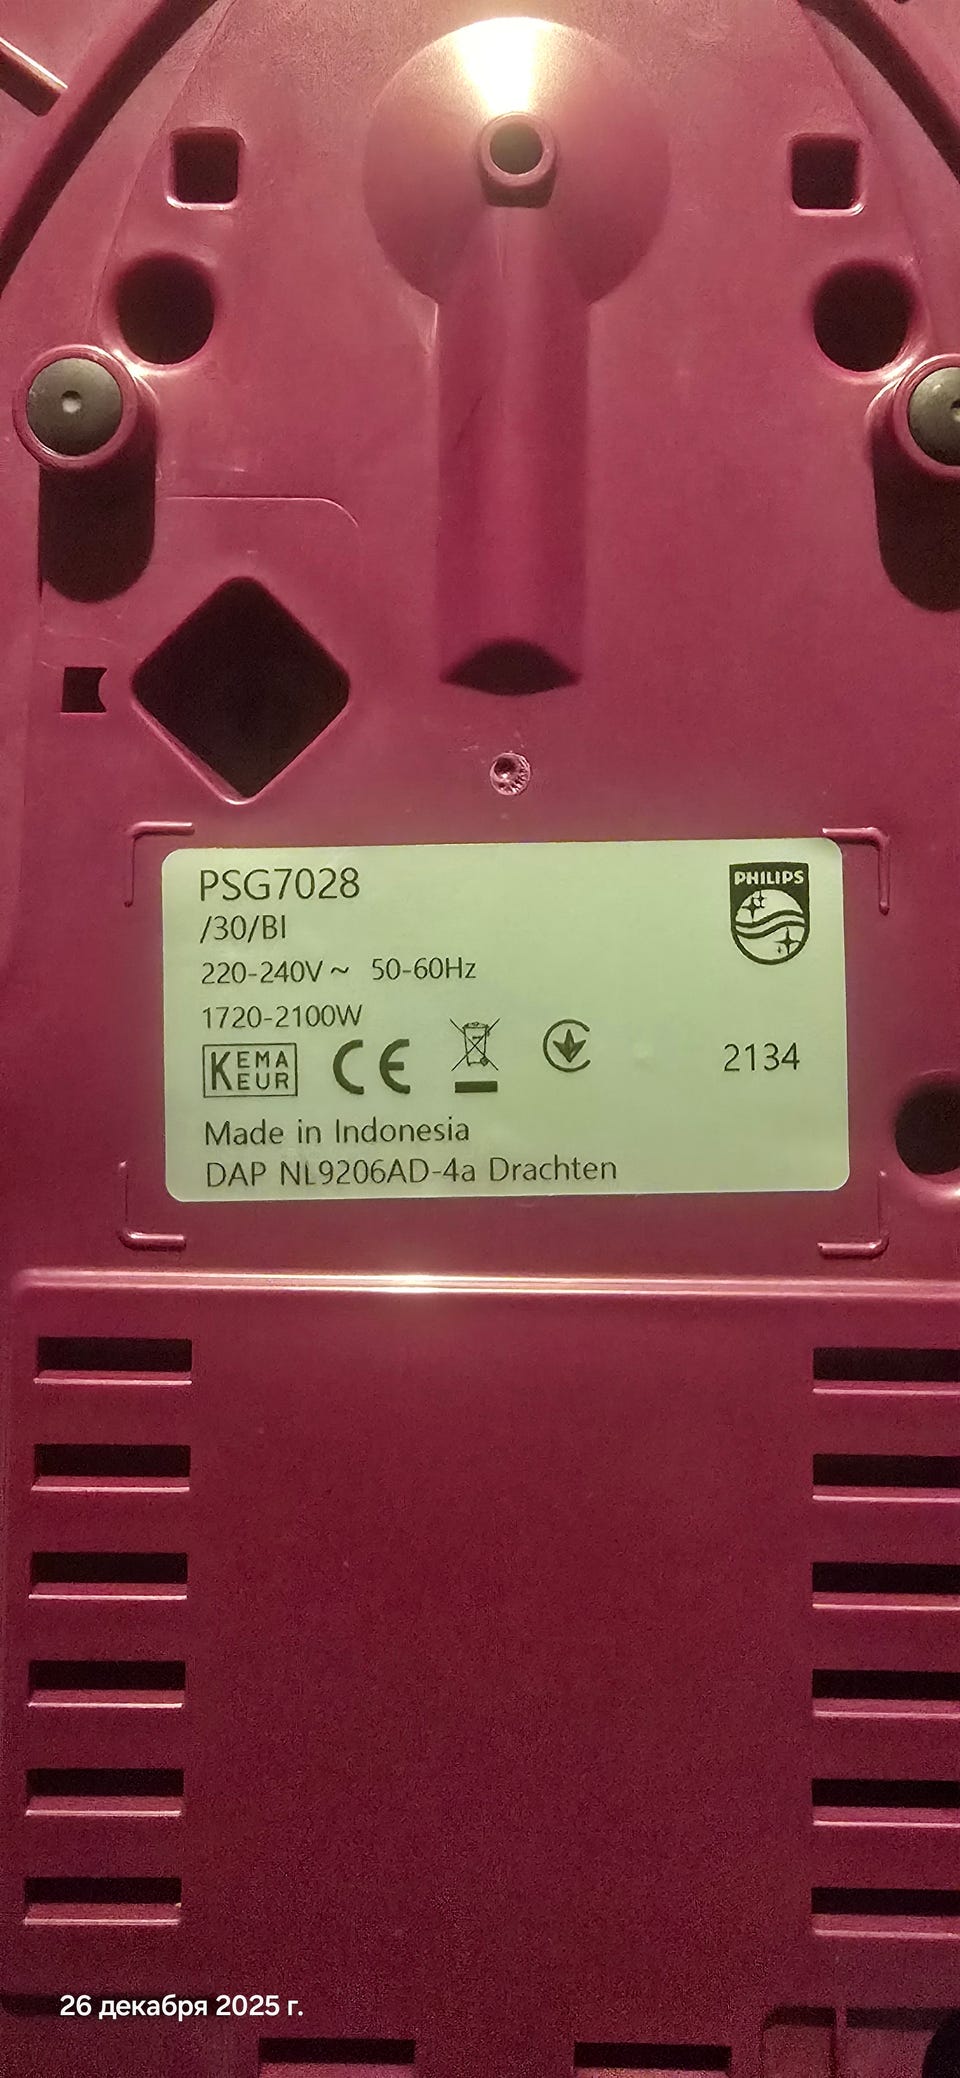 PSG7028
/30/BI
PHILIPS
220-240V ~ 50-60Hz
1720-2100W
KEMA
EUR
CE
2134
Made in Indonesia
DAP NL9206AD-4a Drachten
26 декабря 2025 г.